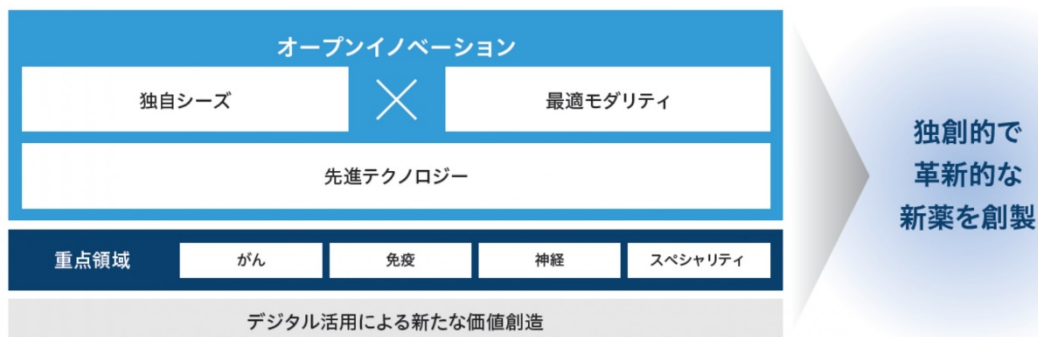 オープンイノベーション
独自シーズ
最適モダリティ
先進テクノロジー
重点領域
がん
免疫
神経
スペシャリティ
デジタル活用による新たな価値創造
独創的で
革新的な
新薬を創製